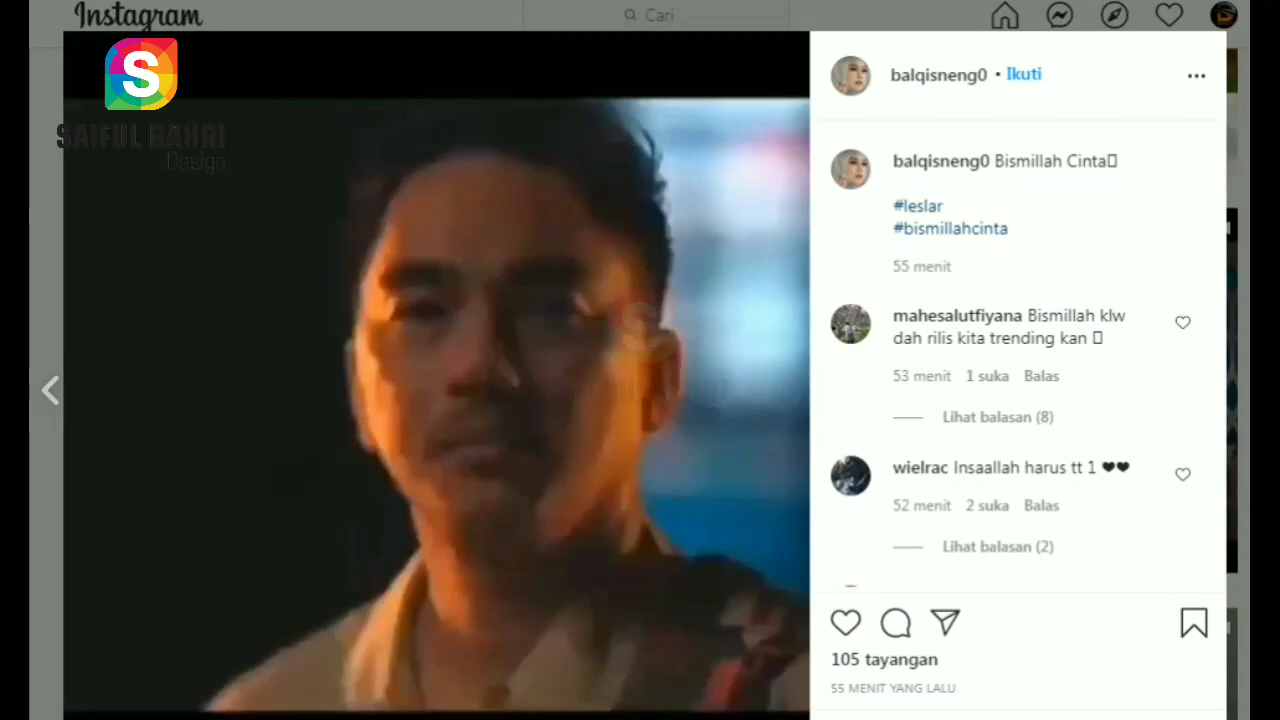 Instagram
Cari
S
SAIFUL BAHRI
Design
balqisneng0 • Ikuti
balqisneng0 Bismillah Cinta
#leslar
#bismillahcinta
55 menit
mahesalutfiyana Bismillah klw
dah rilis kita trending kan
53 menit 1 suka Balas
Lihat balasan (8)
wielrac Insaallah harus tt 1 ♥♥
52 menit 2 suka Balas
Lihat balasan (2)
105 tayangan
55 MENIT YANG LALU